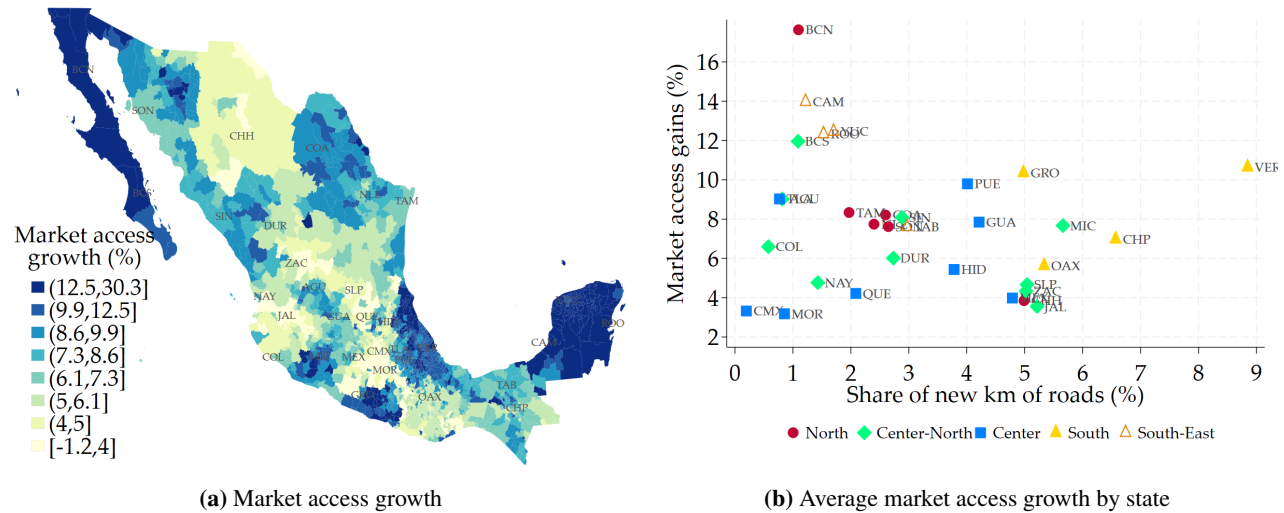 BCN
SON
CHH
COA
BCS
NLE
TAM
SIN
DUR
ZAC
NAY
AGU
SLP
JAL
GUA
QUE
HID
COL
MEX
CMX
MOR
OAX
CAM
ROO
TAB
CHP
Market access
growth (%)
(12.5,30.3]
(9.9,12.5]
(8.6,9.9]
(7.3,8.6]
(6.1,7.3]
(5,6.1]
(4,5]
[-1.2,4]
(a) Market access growth
Market access gains (%)
16
14
12
10
8
6
4
2
BCN
CAM
YUC
ROO
BCS
VER
GRO
PUE
AGU
TAM
COA
SIN
TAB
GUA
MIC
CHP
COL
DUR
OAX
HID
NAY
QUE
SLP
ZAC
CHH
JAL
CMX
MOR
0 1 2 3 4 5 6 7 8 9
Share of new km of roads (%)
North Center-North Center South South-East
(b) Average market access growth by state